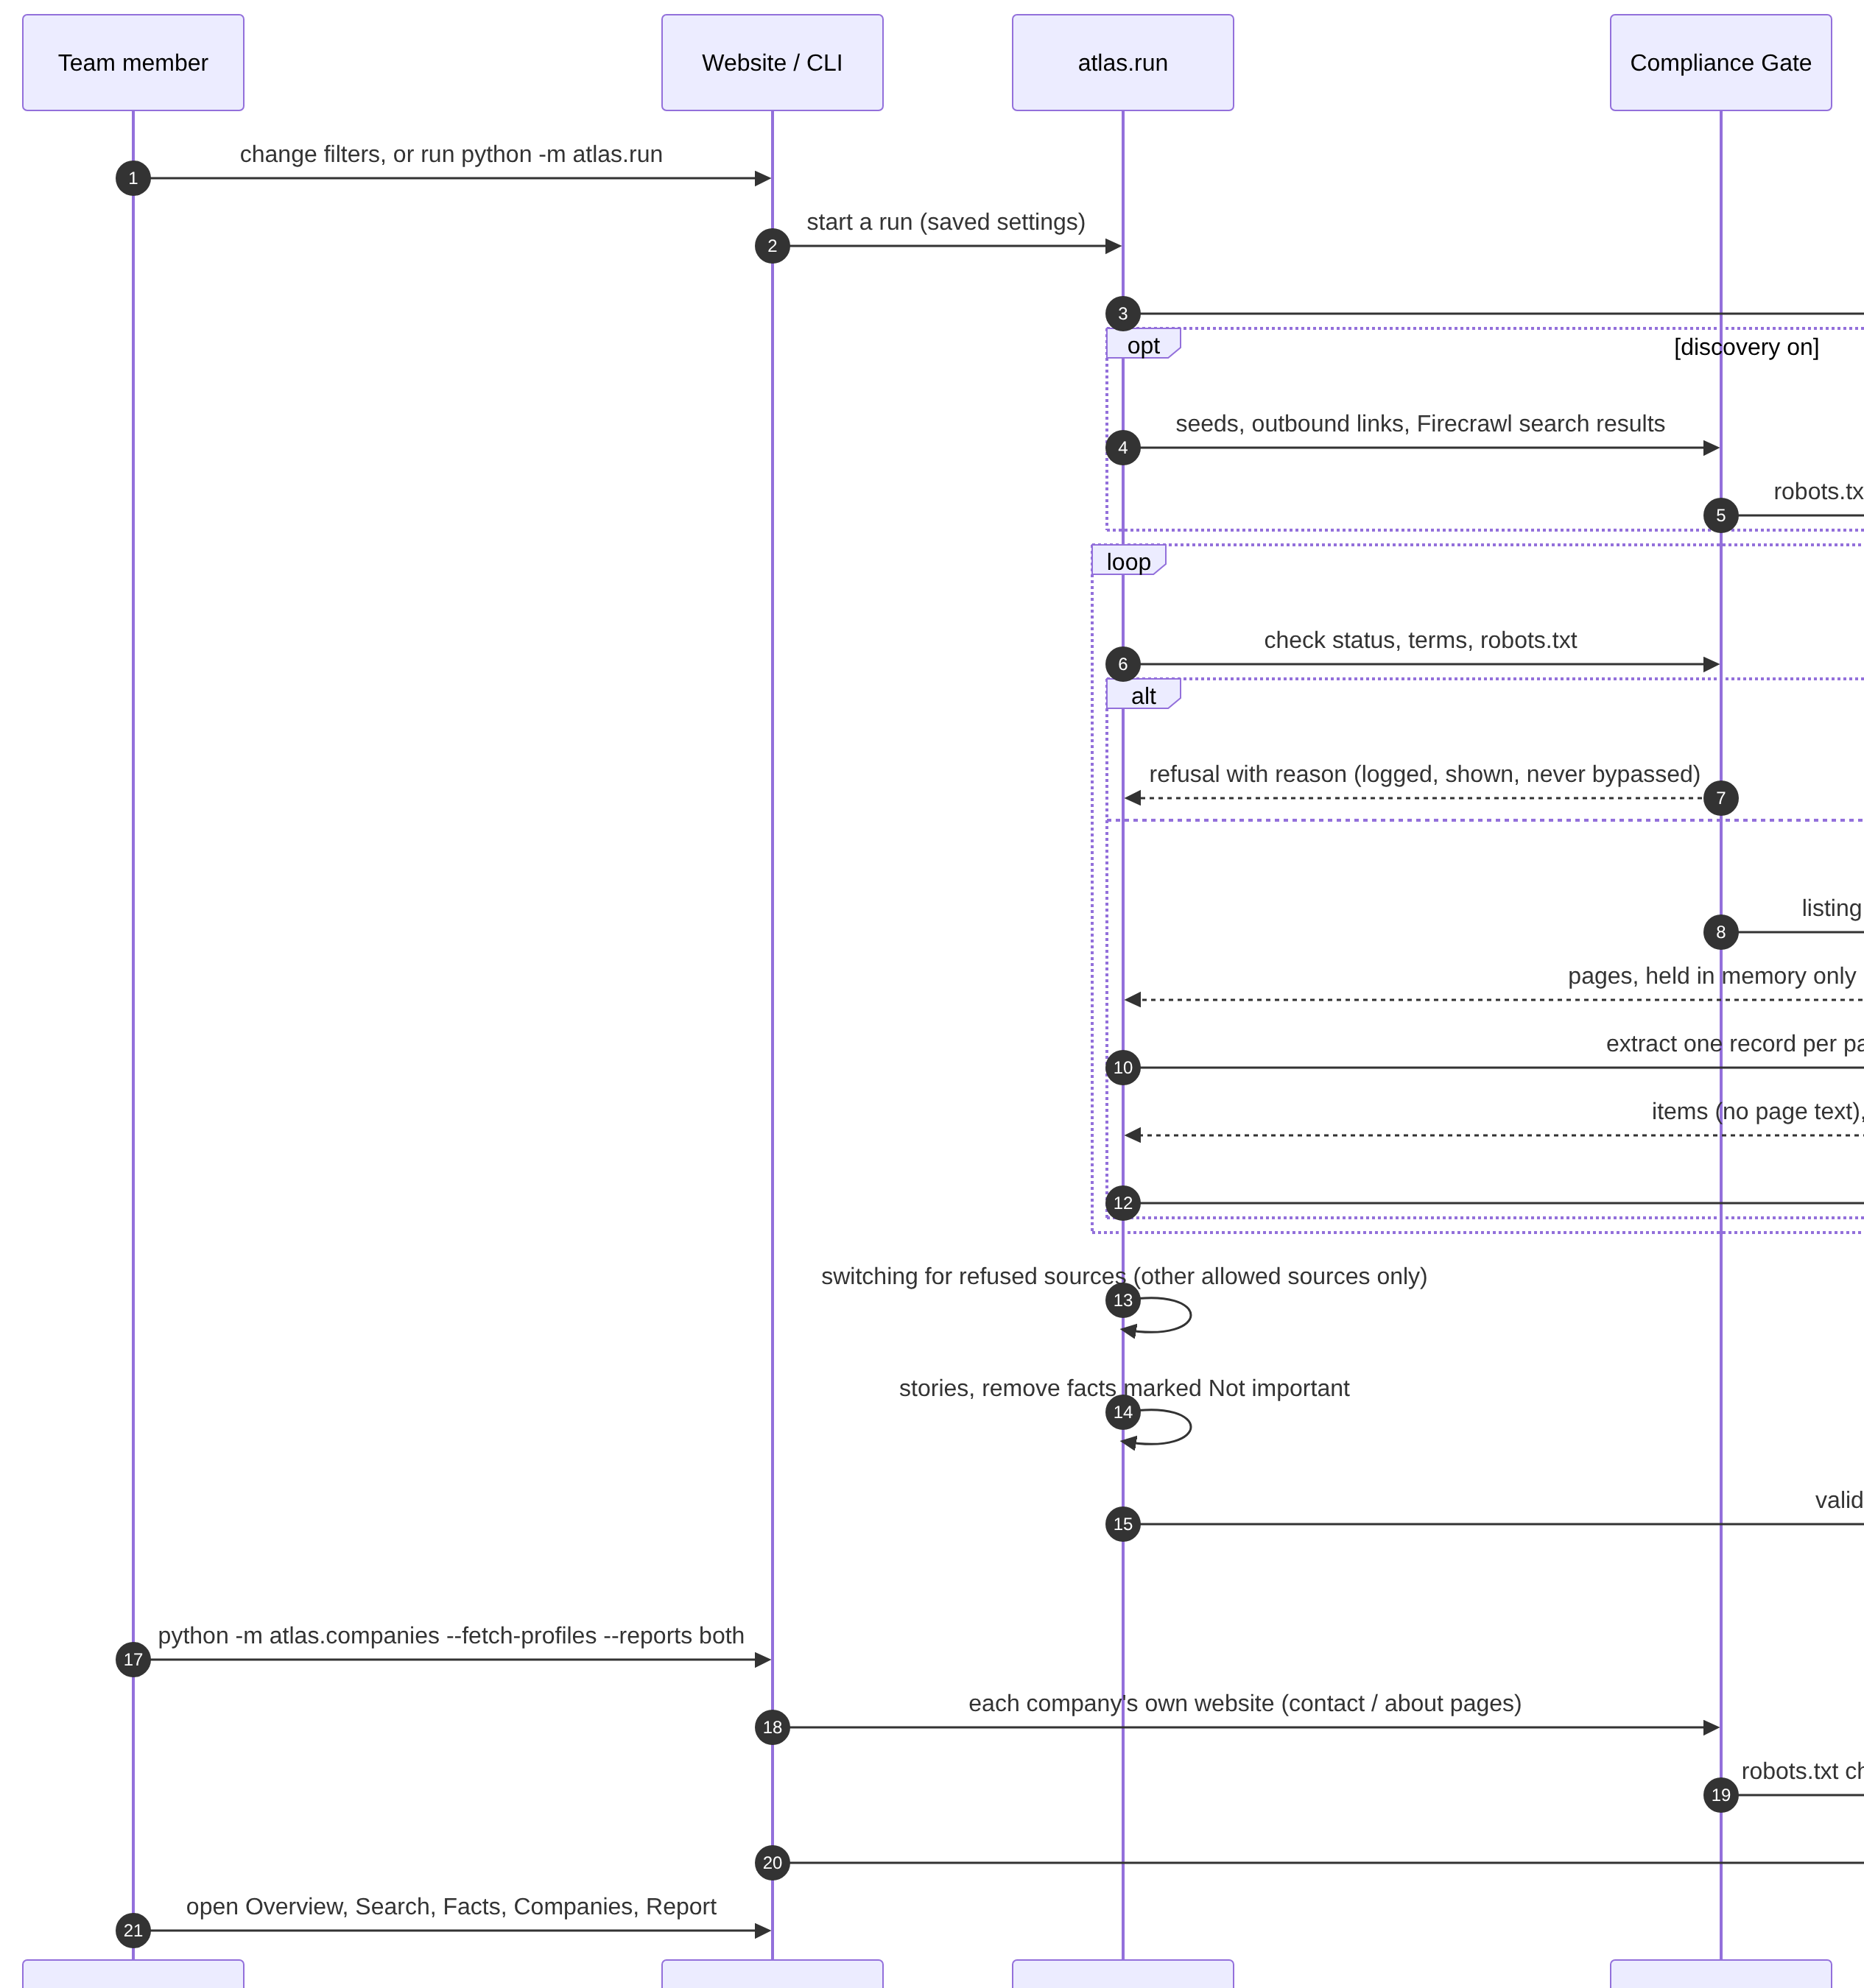 Team member
Website / CLI
atlas.run
Compliance Gate
change filters, or run python -m atlas.run
1
start a run (saved settings)
2
3
opt
[discovery on]
seeds, outbound links, Firecrawl search results
4
robots.tx
5
loop
check status, terms, robots.txt
6
alt
refusal with reason (logged, shown, never bypassed)
7
listing
8
pages, held in memory only
extract one record per pa
10
items (no page text),
12
switching for refused sources (other allowed sources only)
13
stories, remove facts marked Not important
14
valid
15
python -m atlas.companies --fetch-profiles --reports both
17
each company's own website (contact / about pages)
18
robots.txt ch
19
20
open Overview, Search, Facts, Companies, Report
21